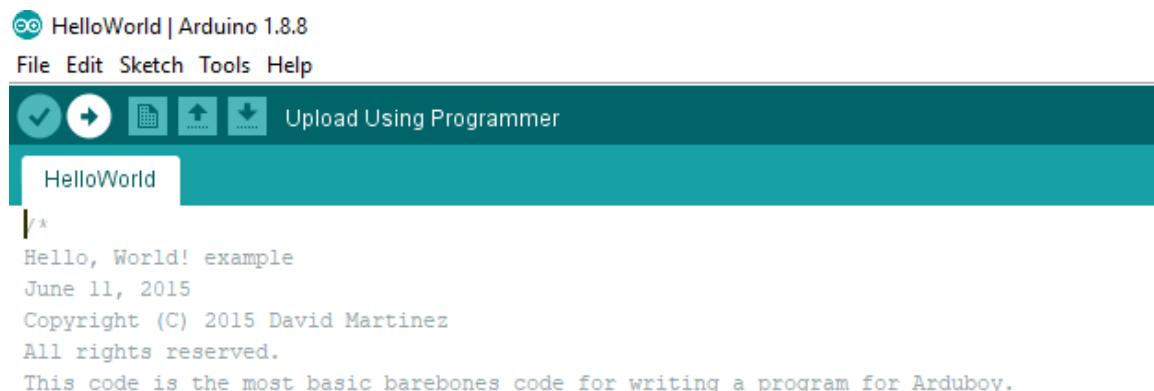 HelloWorld | Arduino 1.8.8
File Edit Sketch Tools Help
Upload Using Programmer
HelloWorld
/*
Hello, World! example
June 11, 2015
Copyright (C) 2015 David Martinez
All rights reserved.
This code is the most basic barebones code for writing a program for Arduboy.